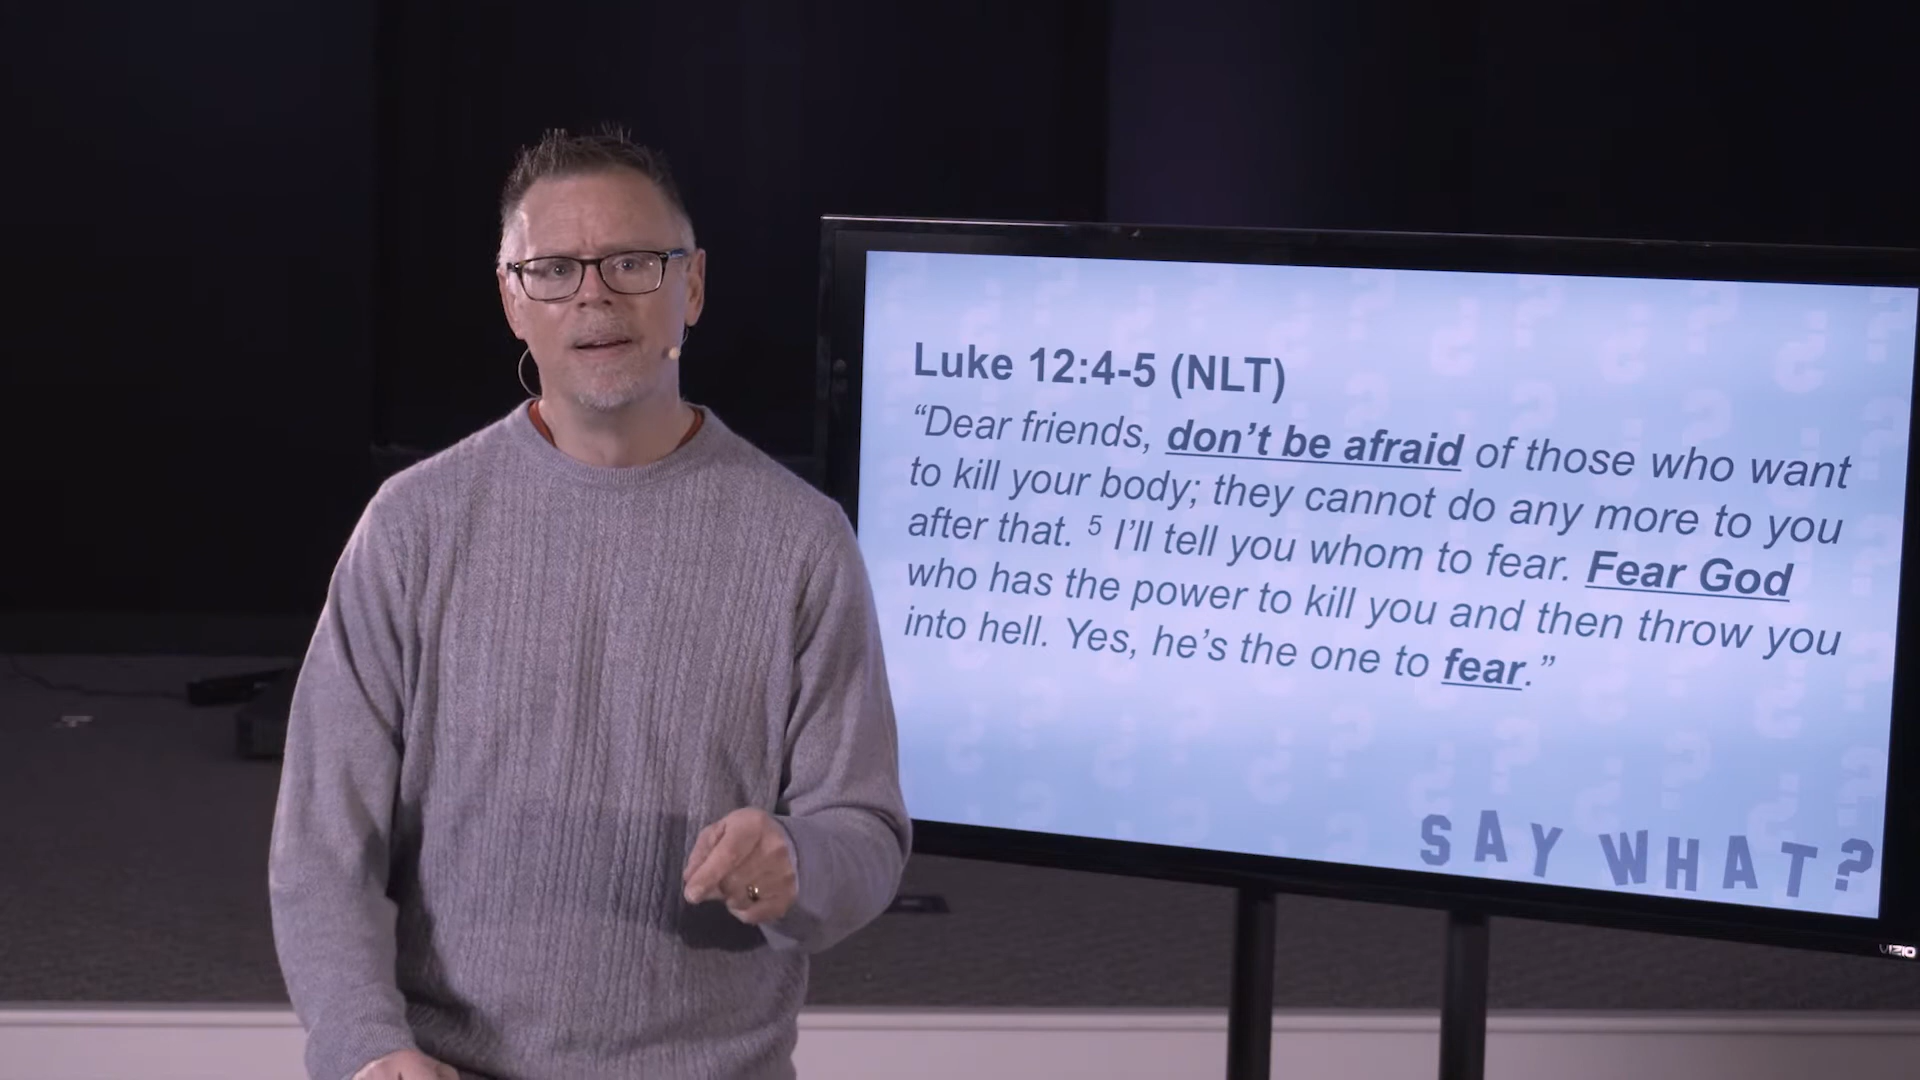 Luke 12:4-5 (NLT)
“Dear friends, don’t be afraid of those who want
to kill your body; they cannot do any more to you
after that. 5 I’ll tell you whom to fear. Fear God
who has the power to kill you and then throw you
into hell. Yes, he’s the one to fear.”
SAY WHAT?
VIZIO